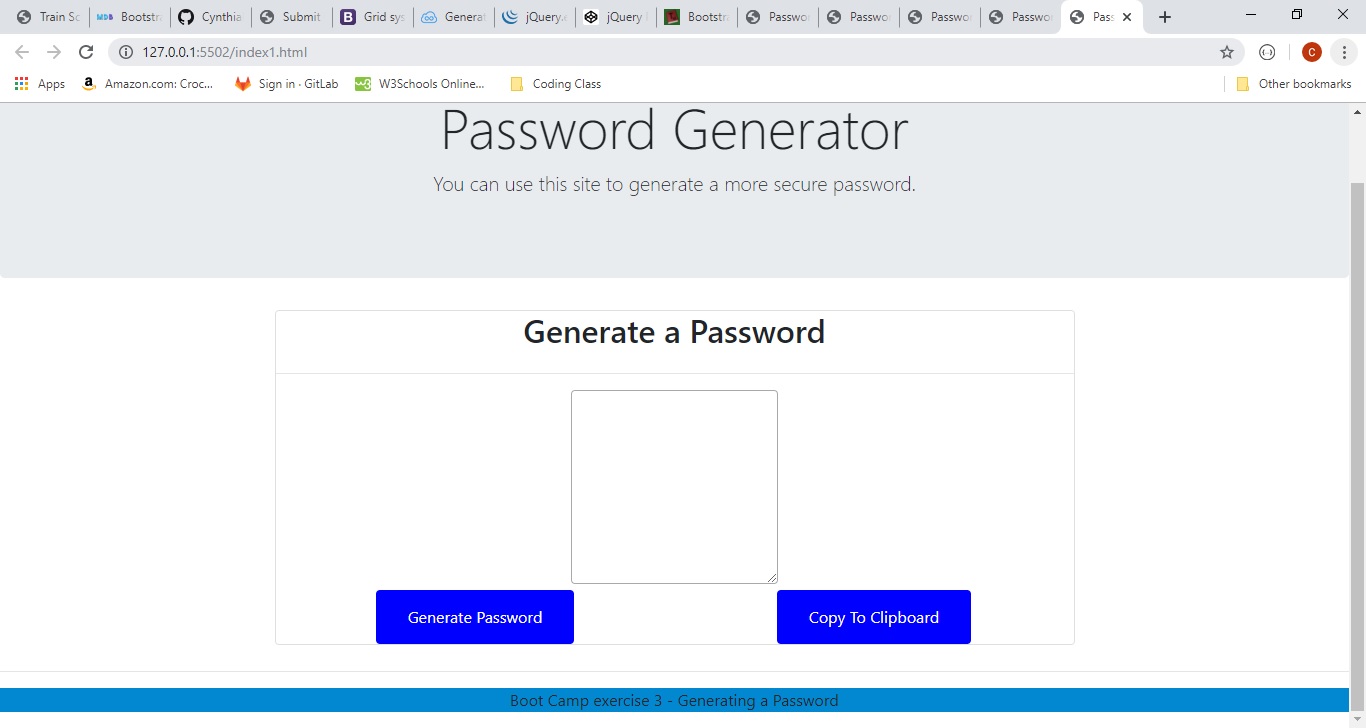 Train Sc
MDB Bootstr
Cynthia
Submit
B Grid sys
Generat
jQuery.e
jQuery
Bootstr
Passwo
Passwo
Passwo
Passwo
Pass
127.0.0.1:5502/index1.html
C
Apps
a Amazon.com: Croc...
Sign in · GitLab
w3 W3Schools Online...
Coding Class
Other bookmarks
Password Generator
You can use this site to generate a more secure password.
Generate a Password
Generate Password
Copy To Clipboard
Boot Camp exercise 3 - Generating a Password